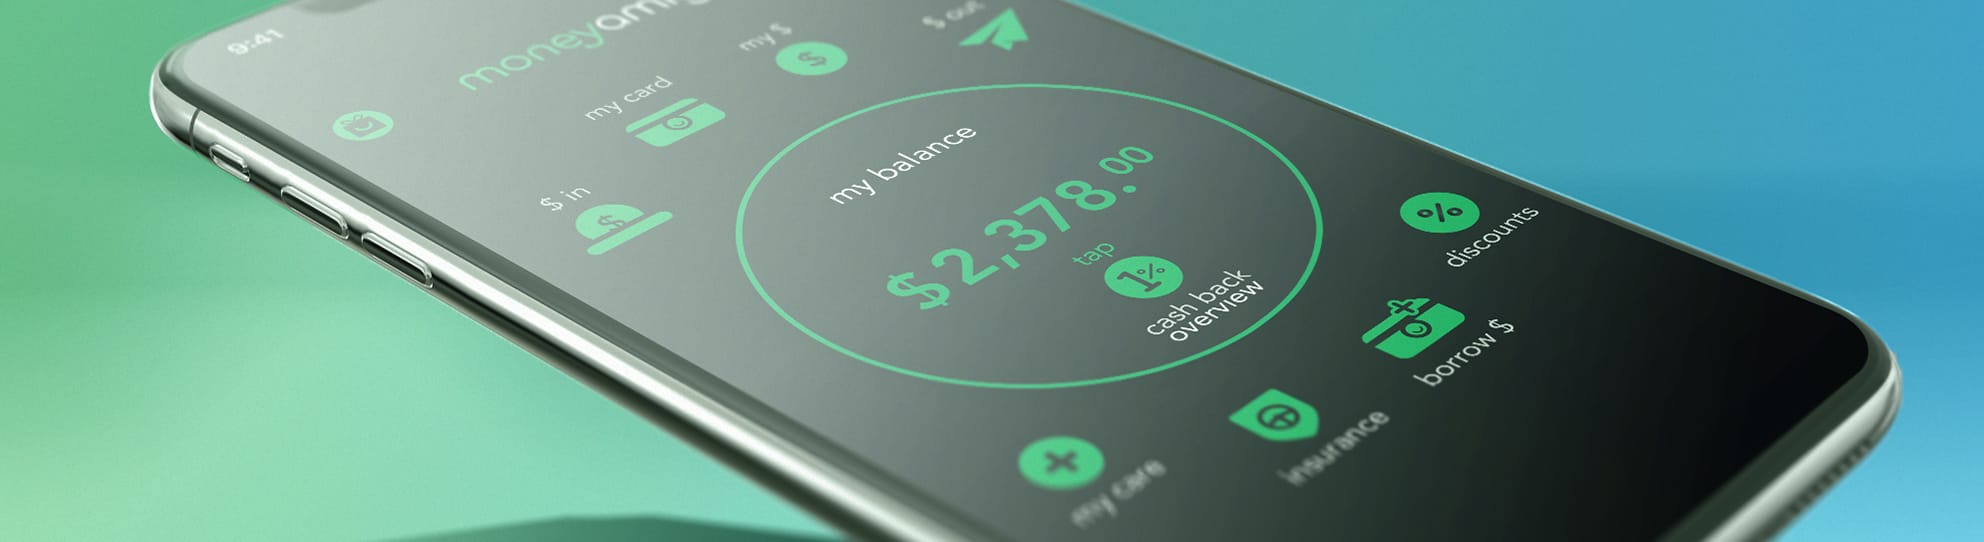 9:41
moneyami
my $
$ out
my card
$ in
my balance
$2,378.00
tap
1%
cash back
overview
%
discounts
borrow $
insurance
my care